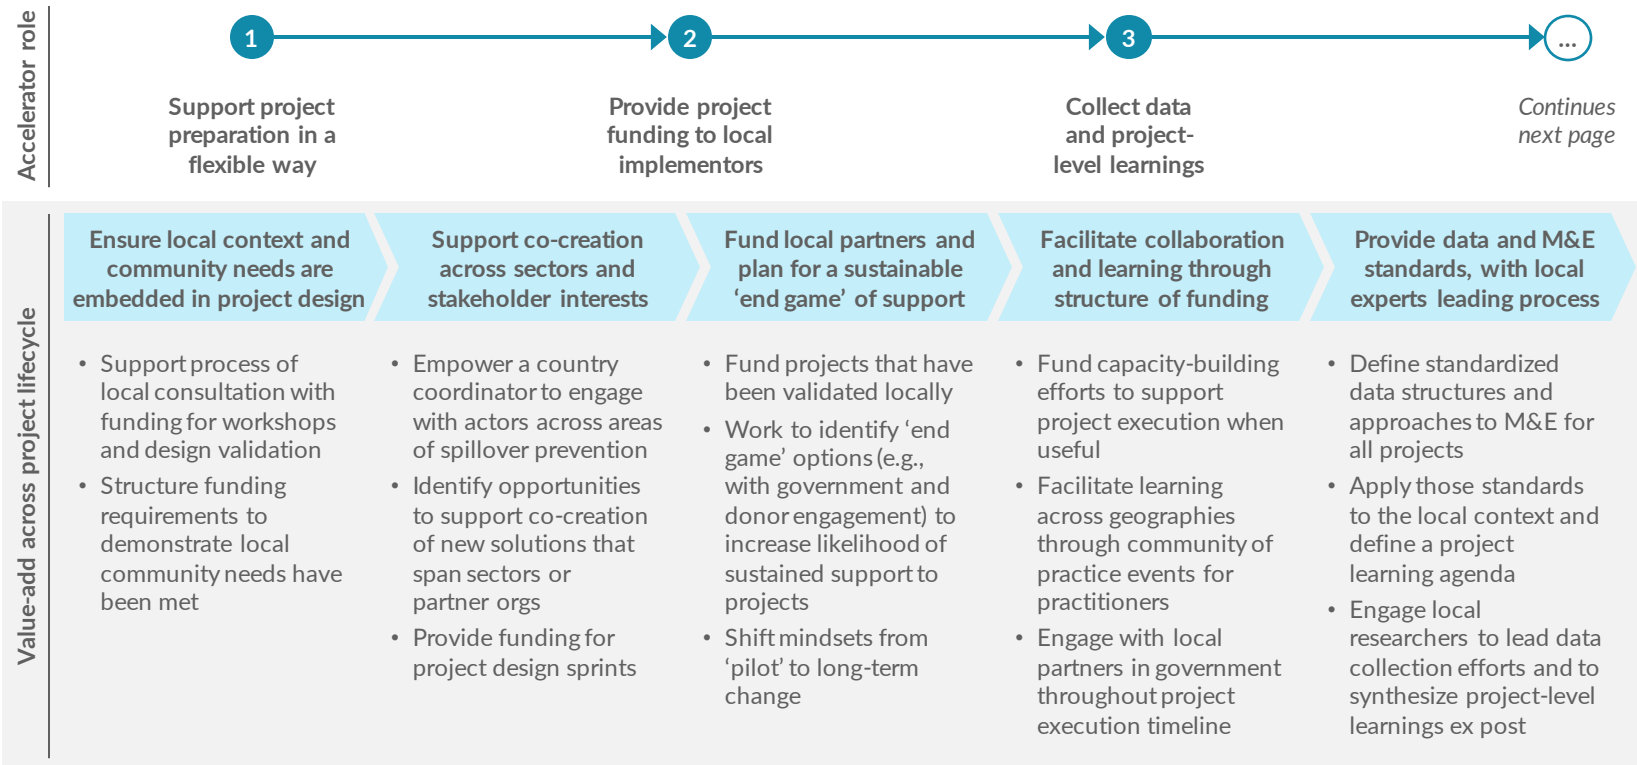 Accelerator role
1
2
3
...
Support project
preparation in a
flexible way
Provide project
funding to local
implementors
Collect data
and project-
level learnings
Continues
next page
Value-add across project lifecycle
Ensure local context and
community needs are
embedded in project design
Support co-creation
across sectors and
stakeholder interests
Fund local partners and
plan for a sustainable
‘end game’ of support
Facilitate collaboration
and learning through
structure of funding
Provide data and M&E
standards, with local
experts leading process
• Support process of
local consultation with
funding for workshops
and design validation
• Structure funding
requirements to
demonstrate local
community needs have
been met
• Empower a country
coordinator to engage
with actors across areas
of spillover prevention
• Identify opportunities
to support co-creation
of new solutions that
span sectors or
partner orgs
• Provide funding for
project design sprints
• Fund projects that have
been validated locally
• Work to identify ‘end
game’ options (e.g.,
with government and
donor engagement) to
increase likelihood of
sustained support to
projects
• Shift mindsets from
‘pilot’ to long-term
change
• Fund capacity-building
efforts to support
project execution when
useful
• Facilitate learning
across geographies
through community of
practice events for
practitioners
• Engage with local
partners in government
throughout project
execution timeline
• Define standardized
data structures and
approaches to M&E for
all projects
• Apply those standards
to the local context and
define a project
learning agenda
• Engage local
researchers to lead data
collection efforts and to
synthesize project-level
learnings ex post